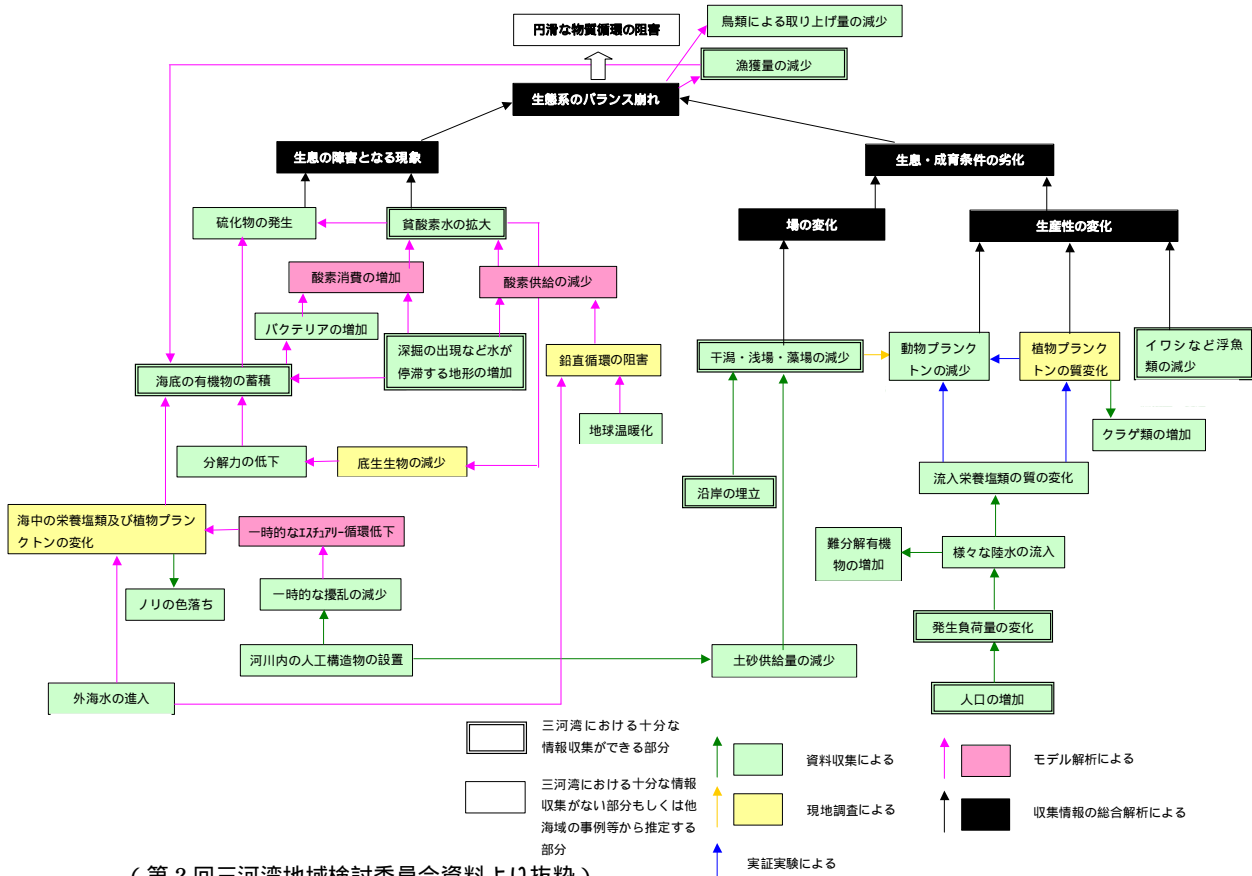 円滑な物質循環の阻害
鳥類による取り上げ量の減少
漁獲量の減少
生態系のバランス崩れ
生息の障害となる現象
生息・成育条件の劣化
硫化物の発生
貧酸素水の拡大
場の変化
生産性の変化
酸素消費の増加
酸素供給の減少
バクテリアの増加
深掘の出現など水が
停滞する地形の増加
鉛直循環の阻害
干潟・浅場・藻場の減少
動物プランク
トンの減少
植物プランク
トンの質変化
イワシなど浮魚
類の減少
海底の有機物の蓄積
地球温暖化
クラゲ類の増加
分解力の低下
底生生物の減少
沿岸の埋立
流入栄養塩類の質の変化
海中の栄養塩類及び植物プラン
クトンの変化
一時的なエスチュアリー循環低下
難分解有機
物の増加
様々な陸水の流入
ノリの色落ち
一時的な擾乱の減少
発生負荷量の変化
河川内の人工構造物の設置
土砂供給量の減少
外海水の進入
人口の増加
三河湾における十分な
情報収集ができる部分
三河湾における十分な情報
収集がない部分もしくは他
海域の事例等から推定する
部分
資料収集による
現地調査による
実証実験による
モデル解析による
収集情報の総合解析による
(第3回三河湾地域検討委員会資料より抜粋)